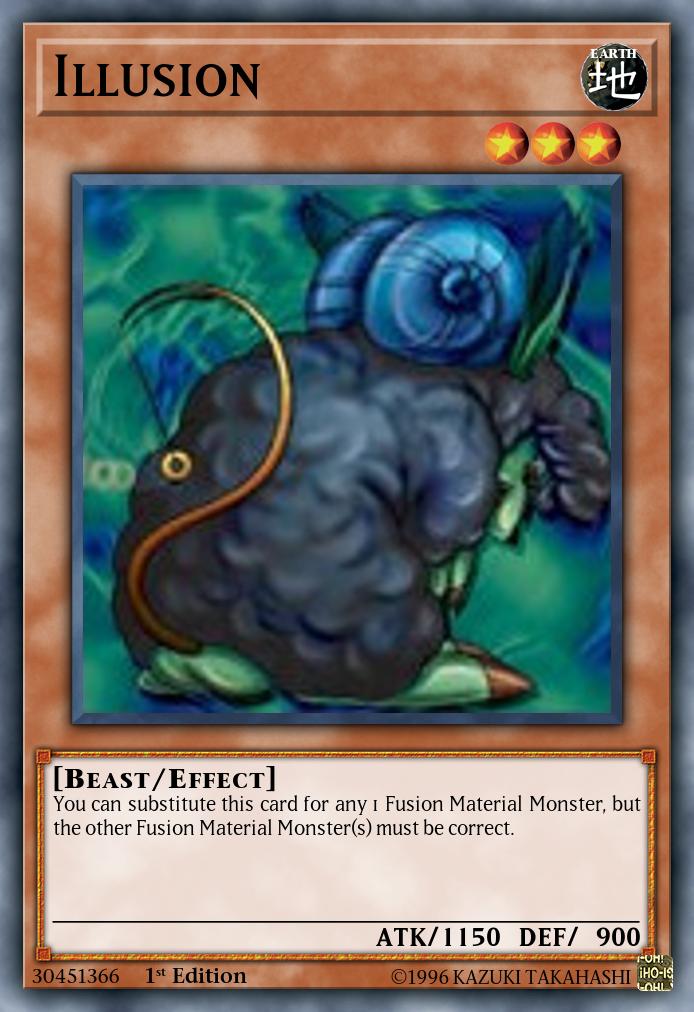 Illusion
EARTH
地
[Beast/Effect]
You can substitute this card for any 1 Fusion Material Monster, but
the other Fusion Material Monster(s) must be correct.
ATK/1150 DEF/ 900
30451366 1st Edition ©1996 KAZUKI TAKAHASHI